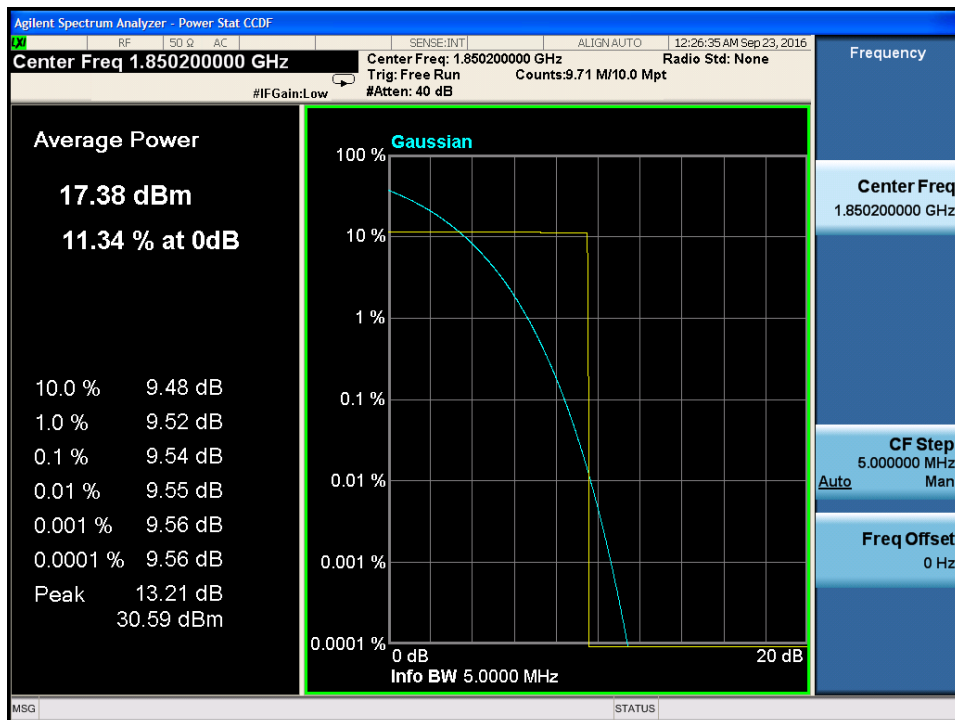 Agilent Spectrum Analyzer - Power Stat CCDF
LXI RF 50 Ω AC SENSE:INT ALIGN AUTO 12:26:35 AM Sep 23, 2016
Center Freq 1.850200000 GHz
Center Freq: 1.850200000 GHz Radio Std: None
Trig: Free Run Counts:9.71 M/10.0 Mpt
#IFGain:Low #Atten: 40 dB
Frequency
Average Power
17.38 dBm
11.34 % at 0dB
10.0 % 9.48 dB
1.0 % 9.52 dB
0.1 % 9.54 dB
0.01 % 9.55 dB
0.001 % 9.56 dB
0.0001 % 9.56 dB
Peak 13.21 dB
30.59 dBm
Gaussian
100 %
10 %
1 %
0.1 %
0.01 %
0.001 %
0.0001 %
0 dB 20 dB
Info BW 5.0000 MHz
Center Freq
1.850200000 GHz
CF Step
5.000000 MHz
Auto Man
Freq Offset
0 Hz
MSG STATUS